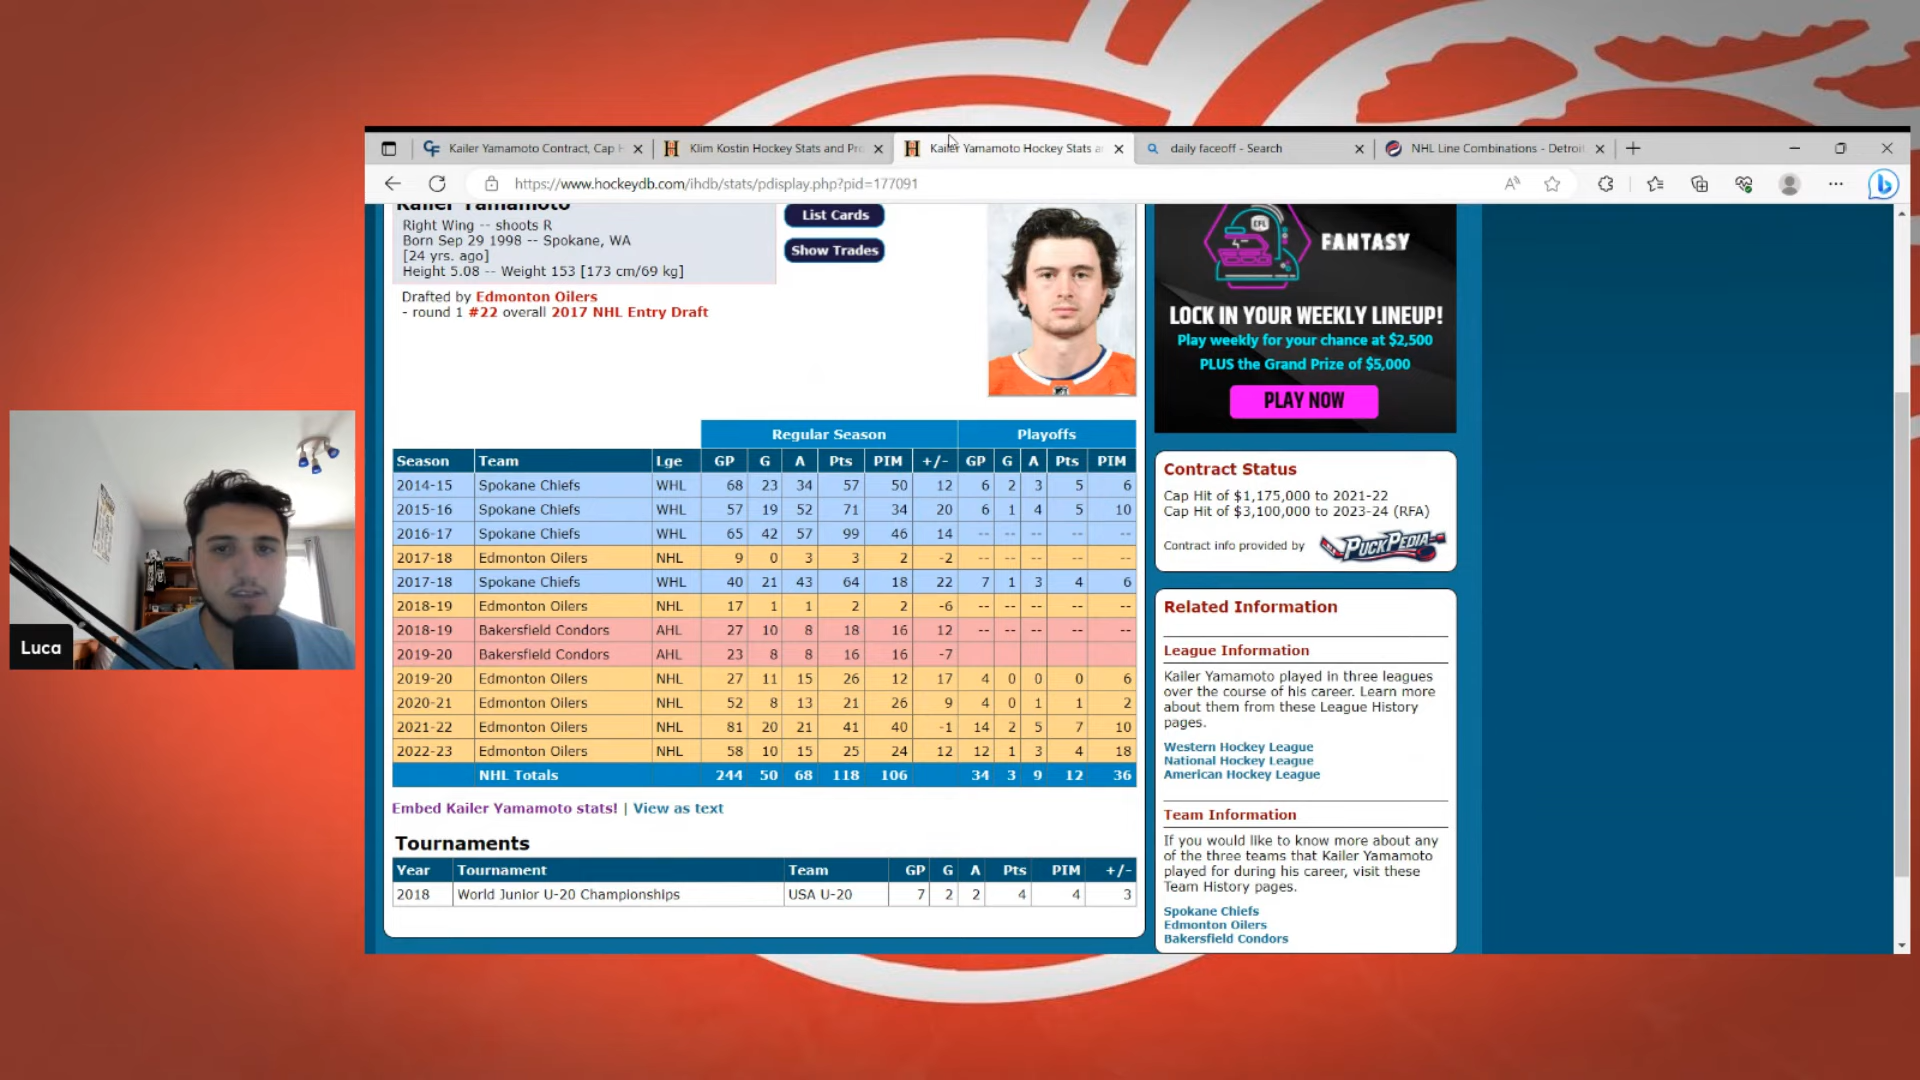 Kailer Yamamoto Contract, Cap H
Klim Kostin Hockey Stats and Pro
Kailer Yamamoto Hockey Stats a
daily faceoff - Search
NHL Line Combinations - Detroi
https://www.hockeydb.com/ihdb/stats/pdisplay.php?pid=177091
Kailer Yamamoto
Right Wing -- shoots R
Born Sep 29 1998 -- Spokane, WA
[24 yrs. ago]
Height 5.08 -- Weight 153 [173 cm/69 kg]
Drafted by Edmonton Oilers
- round 1 #22 overall 2017 NHL Entry Draft
List Cards
Show Trades
CFL
FANTASY
LOCK IN YOUR WEEKLY LINEUP!
Play weekly for your chance at $2,500
PLUS the Grand Prize of $5,000
PLAY NOW
Regular Season Playoffs
Season Team Lge GP G A Pts PIM +/- GP G A Pts PIM
2014-15 Spokane Chiefs WHL 68 23 34 57 50 12 6 2 3 5 6
2015-16 Spokane Chiefs WHL 57 19 52 71 34 20 6 1 4 5 10
2016-17 Spokane Chiefs WHL 65 42 57 99 46 14 -- -- -- -- --
2017-18 Edmonton Oilers NHL 9 0 3 3 2 -2 -- -- -- -- --
2017-18 Spokane Chiefs WHL 40 21 43 64 18 22 7 1 3 4 6
2018-19 Edmonton Oilers NHL 17 1 1 2 2 -6 -- -- -- -- --
2018-19 Bakersfield Condors AHL 27 10 8 18 16 12 -- -- -- -- --
2019-20 Bakersfield Condors AHL 23 8 8 16 16 -7
2019-20 Edmonton Oilers NHL 27 11 15 26 12 17 4 0 0 0 6
2020-21 Edmonton Oilers NHL 52 8 13 21 26 9 4 0 1 1 2
2021-22 Edmonton Oilers NHL 81 20 21 41 40 -1 14 2 5 7 10
2022-23 Edmonton Oilers NHL 58 10 15 25 24 12 12 1 3 4 18
NHL Totals 244 50 68 118 106 34 3 9 12 36
Embed Kailer Yamamoto stats! | View as text
Tournaments
Year Tournament Team GP G A Pts PIM +/-
2018 World Junior U-20 Championships USA U-20 7 2 2 4 4 3
Contract Status
Cap Hit of $1,175,000 to 2021-22
Cap Hit of $3,100,000 to 2023-24 (RFA)
Contract info provided by PUCKPEDIA
Related Information
League Information
Kailer Yamamoto played in three leagues
over the course of his career. Learn more
about them from these League History
pages.
Western Hockey League
National Hockey League
American Hockey League
Team Information
If you would like to know more about any
of the three teams that Kailer Yamamoto
played for during his career, visit these
Team History pages.
Spokane Chiefs
Edmonton Oilers
Bakersfield Condors
Luca